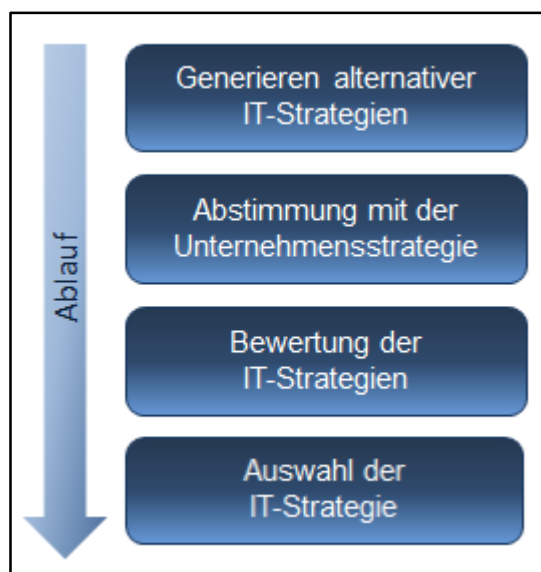 Ablauf
Generieren alternativer
IT-Strategien
Abstimmung mit der
Unternehmensstrategie
Bewertung der
IT-Strategien
Auswahl der
IT-Strategie